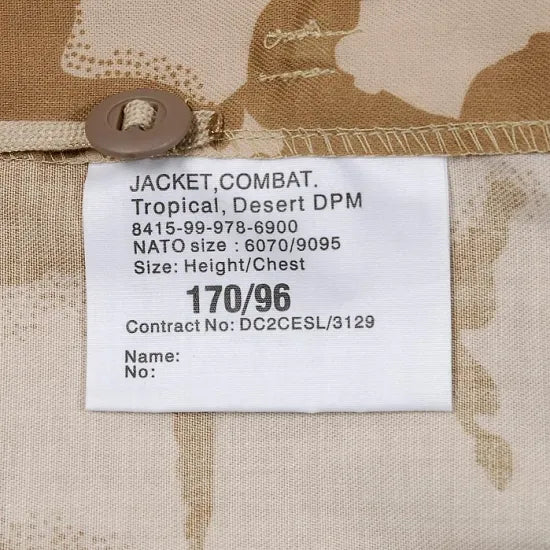 JACKET,COMBAT.
Tropical, Desert DPM
8415-99-978-6900
NATO size : 6070/9095
Size: Height/Chest
170/96
Contract No: DC2CESL/3129
Name:
No: